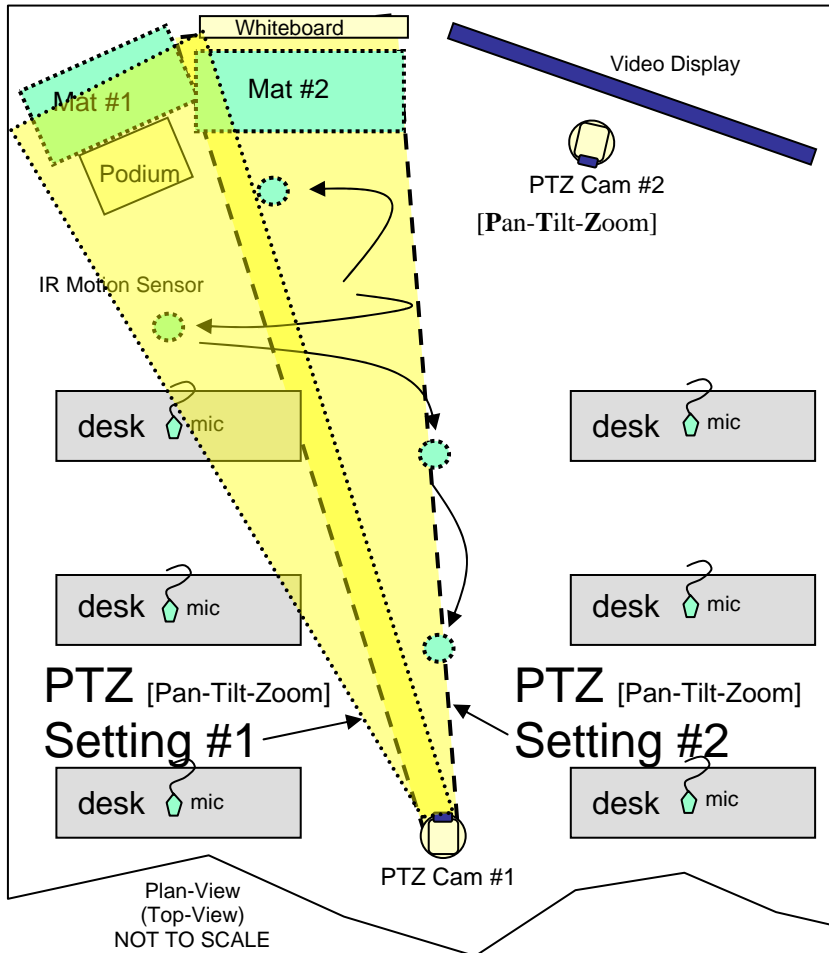 Whiteboard
Video Display
Mat #1
Mat #2
Podium
PTZ Cam #2
[Pan-Tilt-Zoom]
IR Motion Sensor
desk mic
desk mic
desk mic
desk mic
PTZ [Pan-Tilt-Zoom]
Setting #1
PTZ [Pan-Tilt-Zoom]
Setting #2
desk mic
desk mic
PTZ Cam #1
Plan-View
(Top-View)
NOT TO SCALE